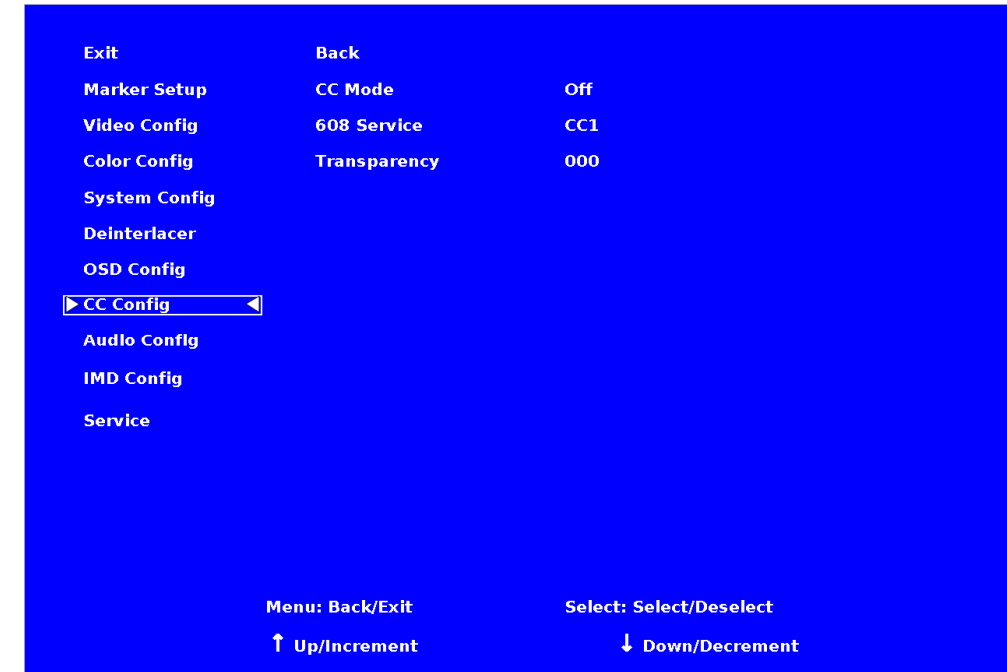 Exit Back
Marker Setup CC Mode Off
Video Config 608 Service CC1
Color Config Transparency 000
System Config
Deinterlacer
OSD Config
CC Config
Audio Config
IMD Config
Service
Menu: Back/Exit Select: Select/Deselect
↑ Up/Increment ↓ Down/Decrement